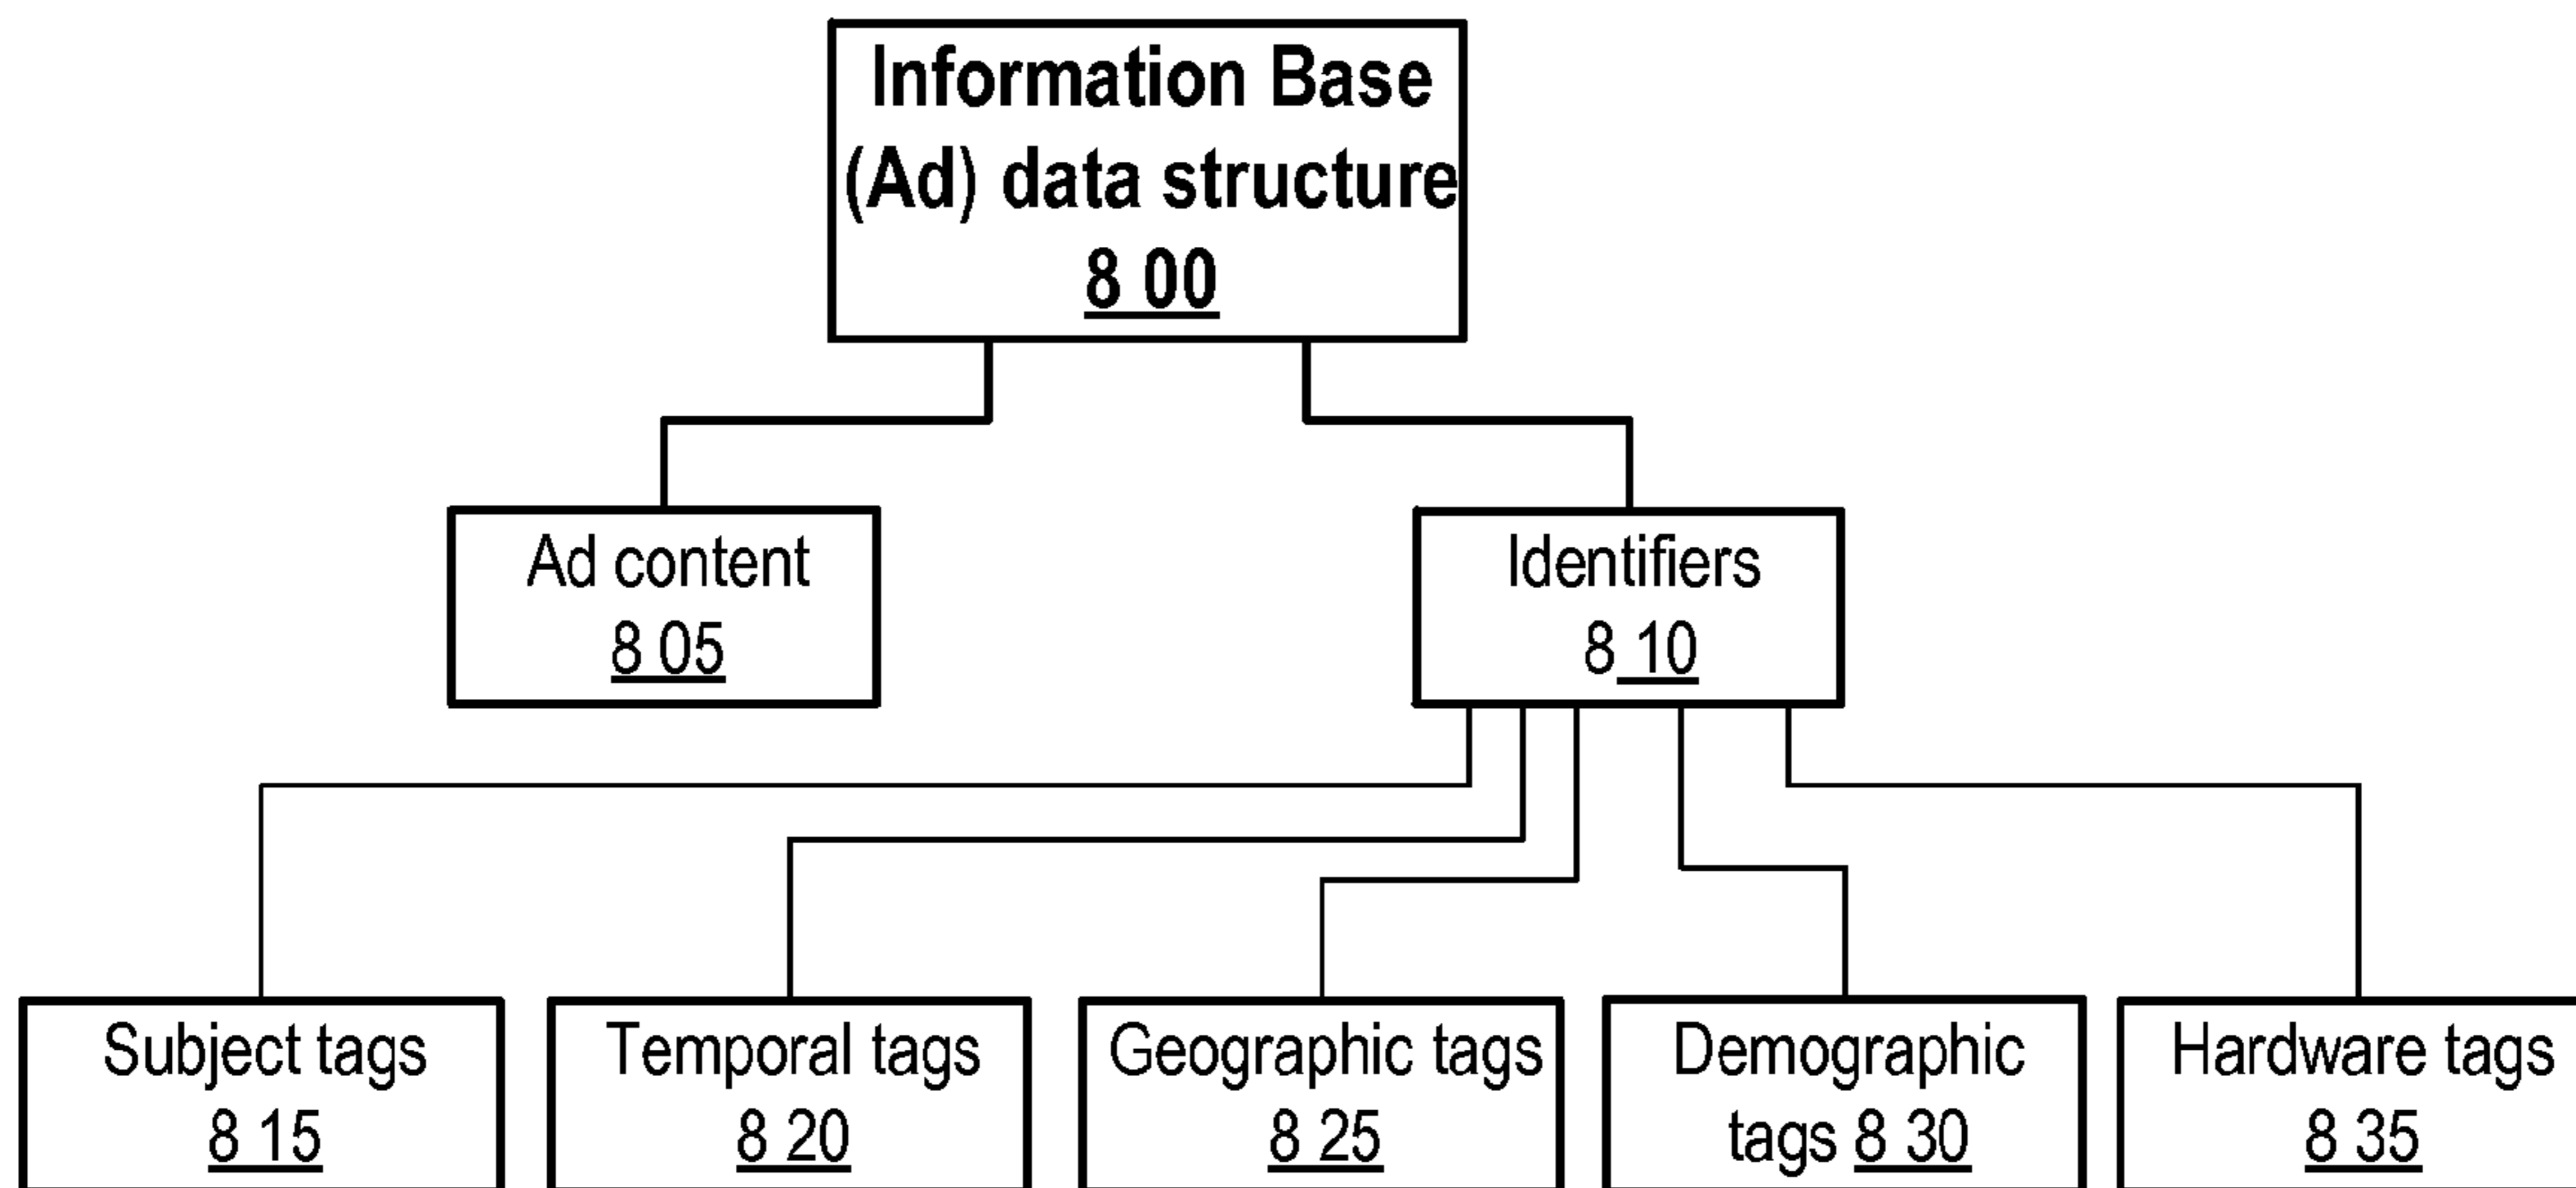 Information Base
(Ad) data structure
8 00
Ad content
8 05
Identifiers
8 10
Subject tags
8 15
Temporal tags
8 20
Geographic tags
8 25
Demographic
tags 8 30
Hardware tags
8 35